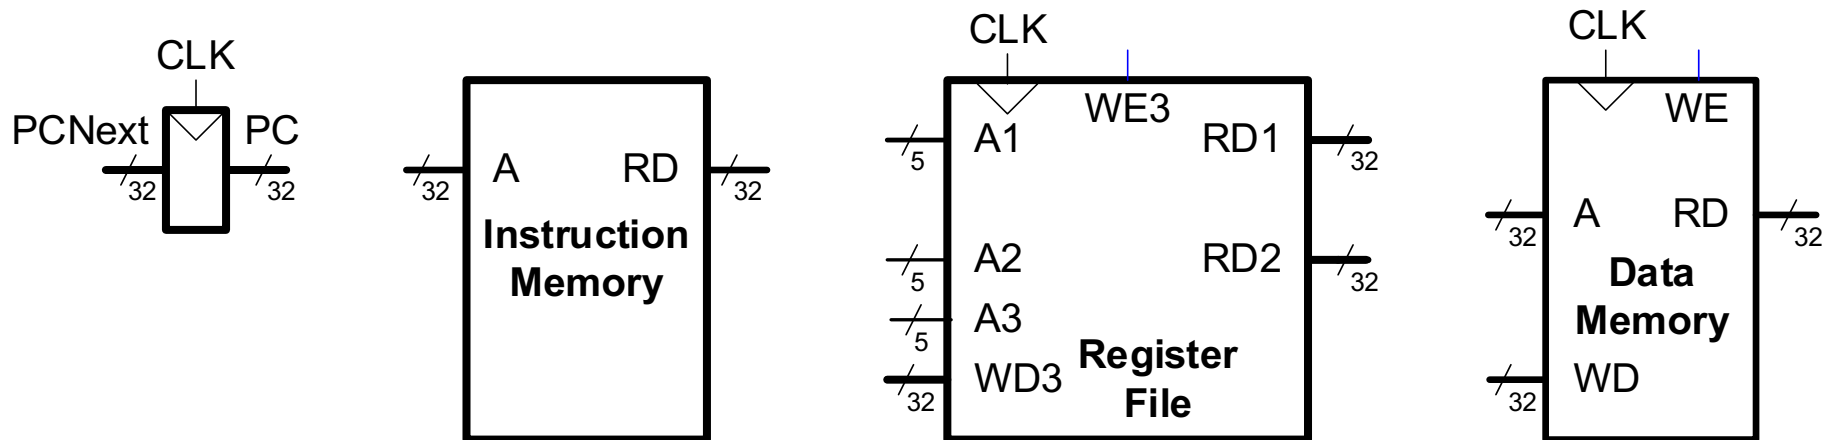 CLK
PCNext
PC
32
32
A
RD
32
32
Instruction
Memory
CLK
WE3
A1
RD1
5
32
A2
RD2
5
32
A3
5
WD3
32
Register
File
CLK
WE
A
RD
32
32
Data
Memory
WD
32